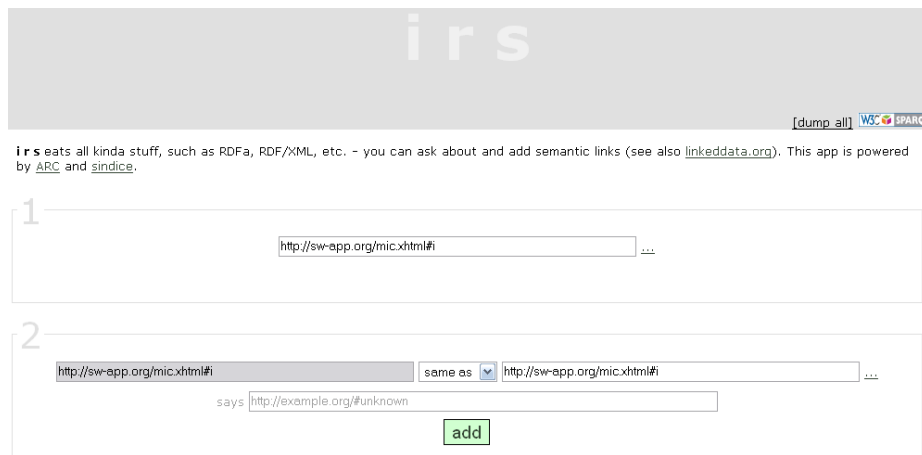 i r s
[dump all] W3C SPARQ
i r s eats all kinda stuff, such as RDFa, RDF/XML, etc. - you can ask about and add semantic links (see also linkeddata.org). This app is powered
by ARC and sindice.
1
http://sw-app.org/mic.xhtml#i ...
2
http://sw-app.org/mic.xhtml#i same as http://sw-app.org/mic.xhtml#i ...
says http://example.org/#unknown
add